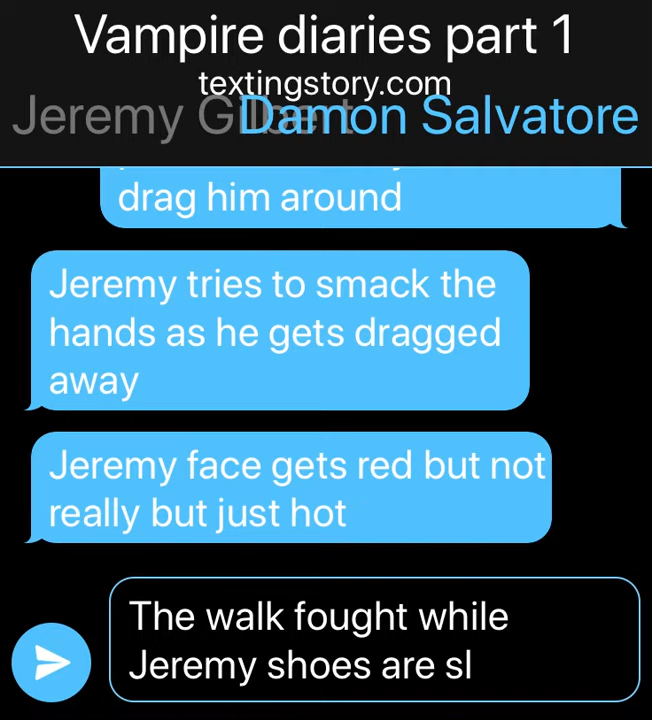 Vampire diaries part 1
textingstory.com
Jeremy Gilbert Damon Salvatore
drag him around
Jeremy tries to smack the
hands as he gets dragged
away
Jeremy face gets red but not
really but just hot
The walk fought while
Jeremy shoes are sl